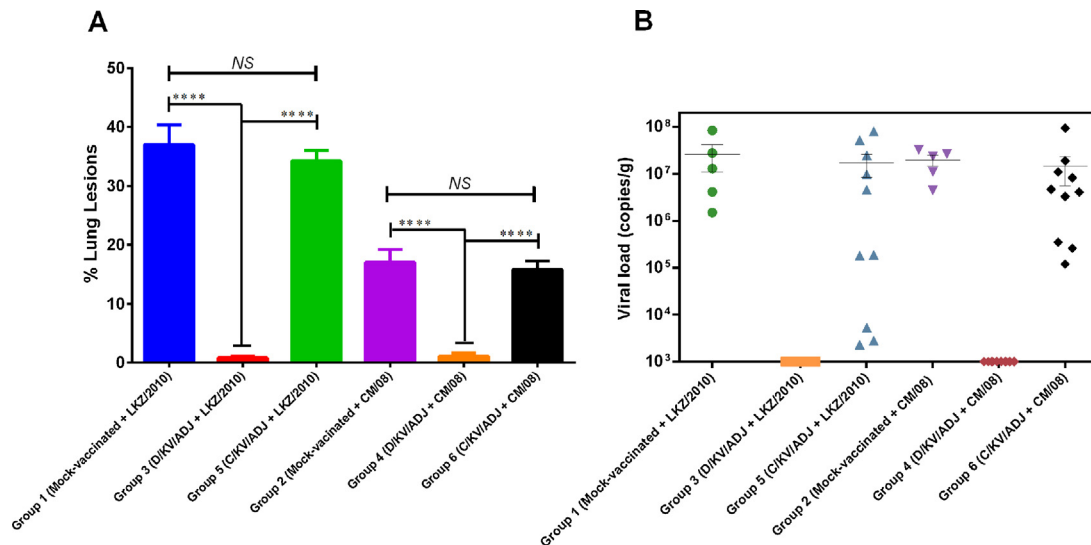 A
% Lung Lesions
50
40
30
20
10
0
NS
****
****
NS
****
****
Group 1 (Mock-vaccinated + LKZ/2010)
Group 3 (D/KV/ADJ + LKZ/2010)
Group 5 (C/KV/ADJ + LKZ/2010)
Group 2 (Mock-vaccinated + CM/08)
Group 4 (D/KV/ADJ + CM/08)
Group 6 (C/KV/ADJ + CM/08)
B
Viral load (copies/g)
10⁸
10⁷
10⁶
10⁵
10⁴
10³
Group 1 (Mock-vaccinated + LKZ/2010)
Group 3 (D/KV/ADJ + LKZ/2010)
Group 5 (C/KV/ADJ + LKZ/2010)
Group 2 (Mock-vaccinated + CM/08)
Group 4 (D/KV/ADJ + CM/08)
Group 6 (C/KV/ADJ + CM/08)